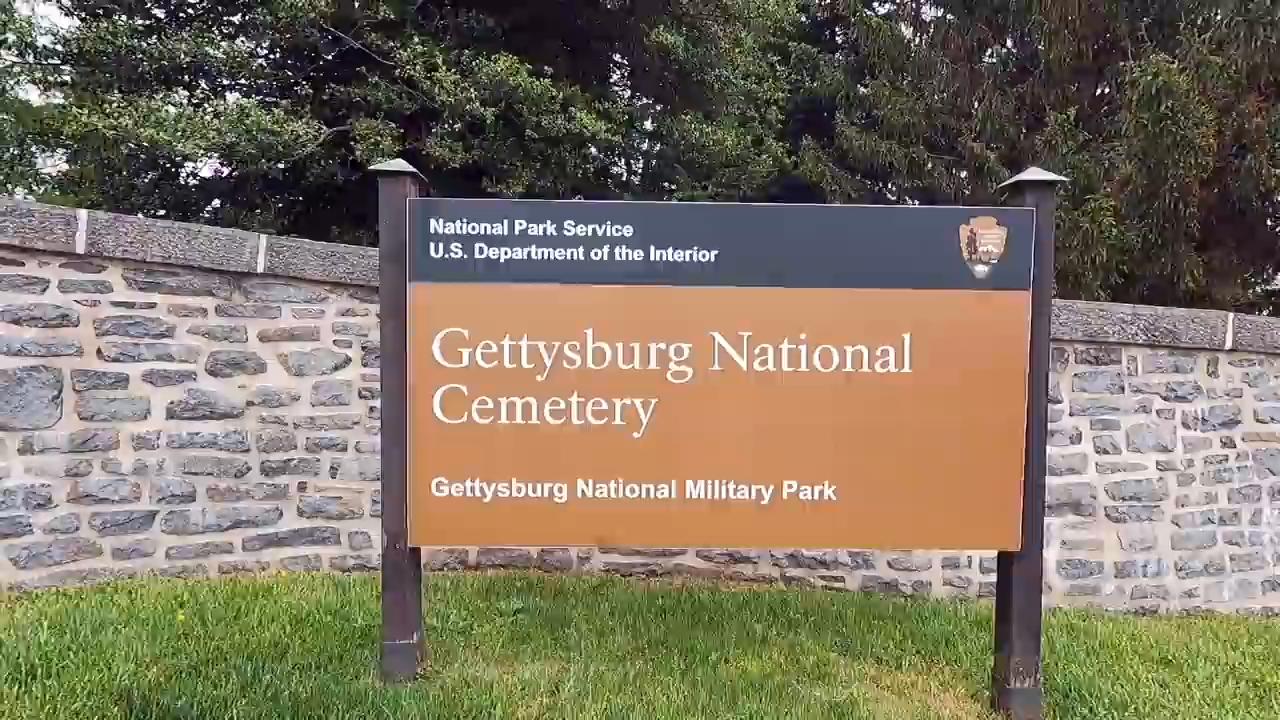 National Park Service
U.S. Department of the Interior
Gettysburg National
Cemetery
Gettysburg National Military Park